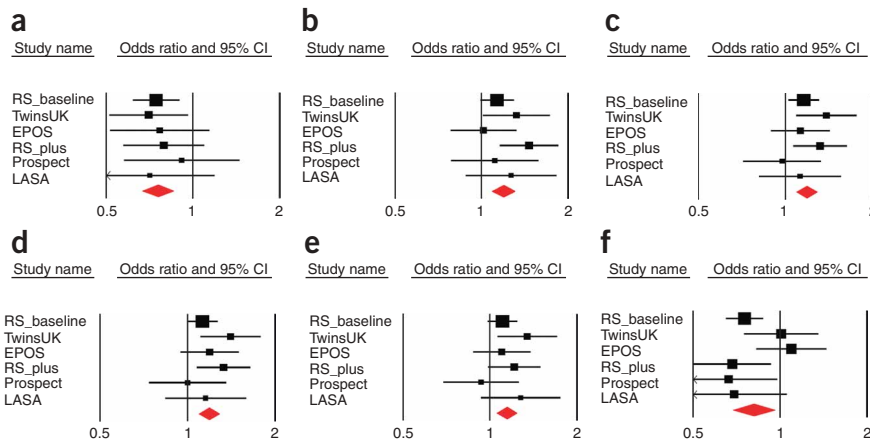 a
Study name Odds ratio and 95% CI
RS_baseline
TwinsUK
EPOS
RS_plus
Prospect
LASA
0.5 1 2
b
Study name Odds ratio and 95% CI
RS_baseline
TwinsUK
EPOS
RS_plus
Prospect
LASA
0.5 1 2
c
Study name Odds ratio and 95% CI
RS_baseline
TwinsUK
EPOS
RS_plus
Prospect
LASA
0.5 1 2
d
Study name Odds ratio and 95% CI
RS_baseline
TwinsUK
EPOS
RS_plus
Prospect
LASA
0.5 1 2
e
Study name Odds ratio and 95% CI
RS_baseline
TwinsUK
EPOS
RS_plus
Prospect
LASA
0.5 1 2
f
Study name Odds ratio and 95% CI
RS_baseline
TwinsUK
EPOS
RS_plus
Prospect
LASA
0.5 1 2